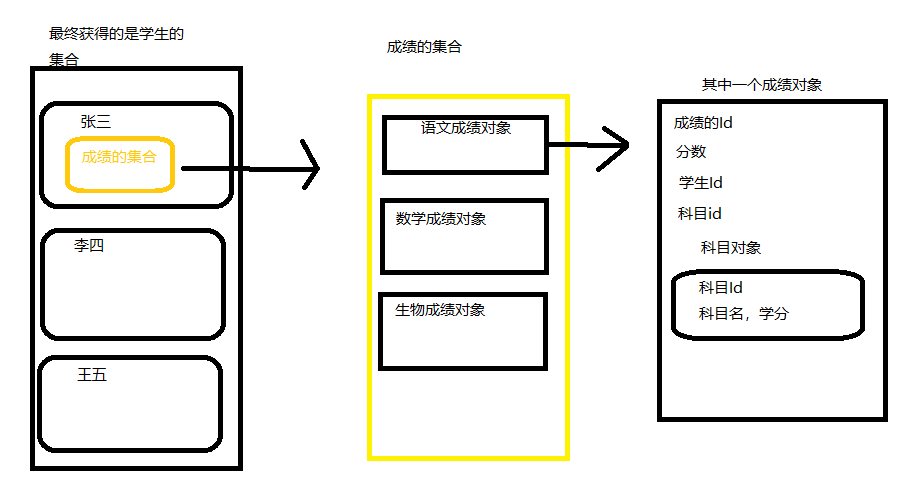 最终获得的是学生的
集合
张三
成绩的集合
李四
王五
成绩的集合
语文成绩对象
数学成绩对象
生物成绩对象
其中一个成绩对象
成绩的Id
分数
学生Id
科目id
科目对象
科目Id
科目名，学分